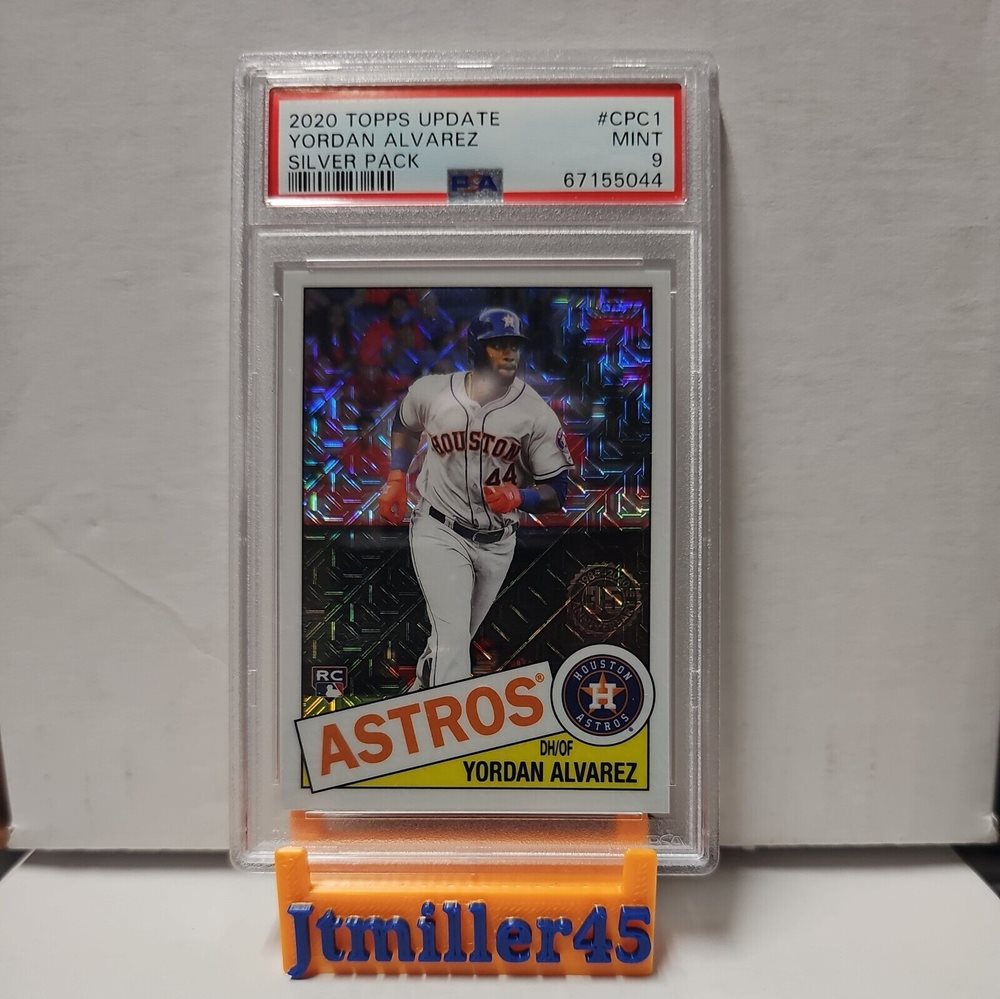 2020 TOPPS UPDATE #CPC1
YORDAN ALVAREZ MINT
SILVER PACK 9
PSA 67155044
HOUSTON
44
RC
ASTROS®
HOUSTON
H
ASTROS®
DH/OF
YORDAN ALVAREZ
PSA
Jtmiller45